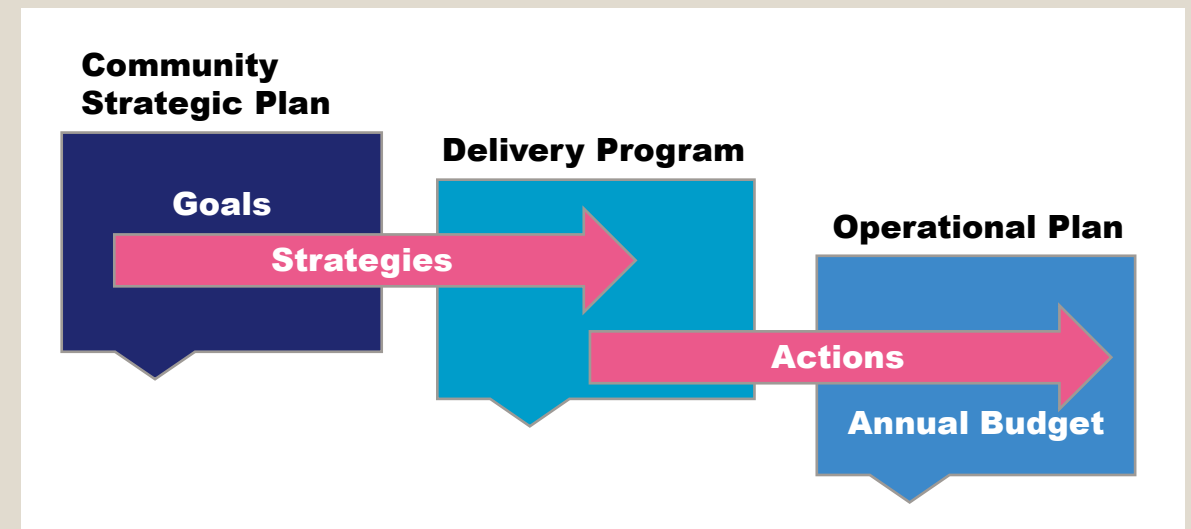 Community
Strategic Plan
Goals
Strategies
Delivery Program
Actions
Operational Plan
Annual Budget